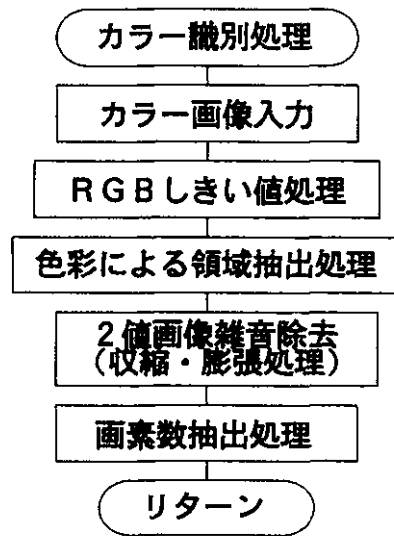 カラー識別処理
カラー画像入力
ＲＧＢしきい値処理
色彩による領域抽出処理
２値画像雑音除去
（収縮・膨張処理）
画素数抽出処理
リターン